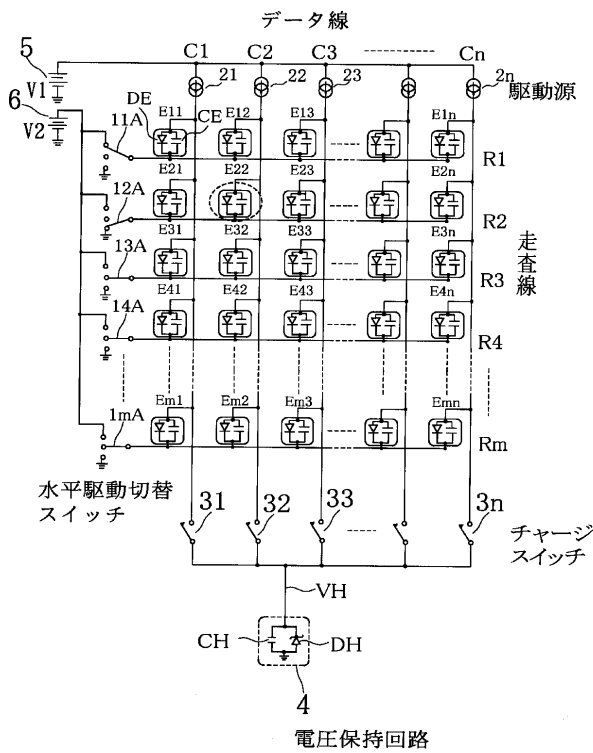 データ線
5
C1 C2 C3 Cn
V1
21 22 23 2n
駆動源
6
V2
DE E11 CE E12 E13 E1n
11A
R1
E21 E22 E23 E2n
12A
R2
E31 E32 E33 E3n
13A
R3
走査線
E41 E42 E43 E4n
14A
R4
Em1 Em2 Em3 Emn
1mA
Rm
水平駆動切替
スイッチ
31 32 33 3n
チャージ
スイッチ
VH
CH DH
4
電圧保持回路